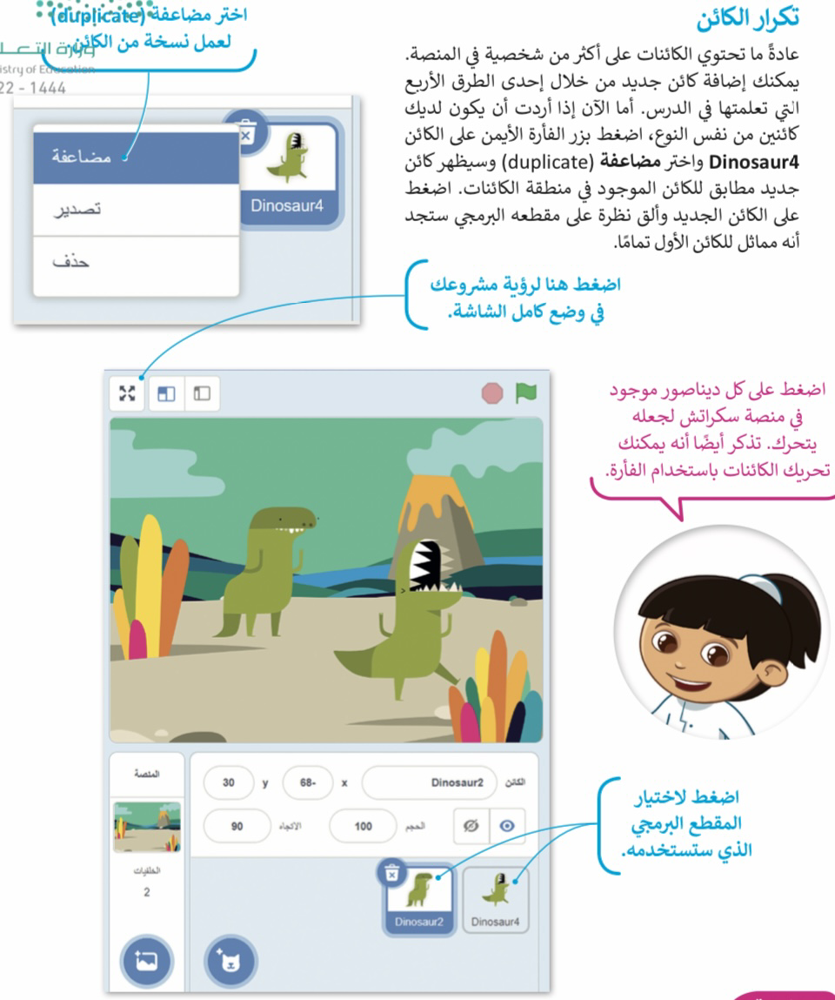 تكرار الكائن
عادةً ما تحتوي الكائنات على أكثر من شخصية في المنصة.
يمكنك إضافة كائن جديد من خلال إحدى الطرق الأربع
التي تعلمتها في الدرس. أما الآن إذا أردت أن يكون لديك
كائنين من نفس النوع، اضغط بزر الفأرة الأيمن على الكائن
Dinosaur4 واختر مضاعفة (duplicate) وسيظهر كائن
جديد مطابق للكائن الموجود في منطقة الكائنات. اضغط
على الكائن الجديد وألق نظرة على مقطعه البرمجي ستجد
أنه مماثل للكائن الأول تمامًا.
اختر مضاعفة (duplicate)
لعمل نسخة من الكائن.
وزارة التعـلـ
istry of Education
22 - 1444
مضاعفة
تصدير
حذف
Dinosaur4
اضغط هنا لرؤية مشروعك
في وضع كامل الشاشة.
اضغط على كل ديناصور موجود
في منصة سكراتش لجعله
يتحرك. تذكر أيضًا أنه يمكنك
تحريك الكائنات باستخدام الفأرة.
الكائن Dinosaur2 x 68- y 30
الحجم 100 الاتجاه 90
المنصة
الخلفيات
2
Dinosaur2
Dinosaur4
اضغط لاختيار
المقطع البرمجي
الذي ستستخدمه.